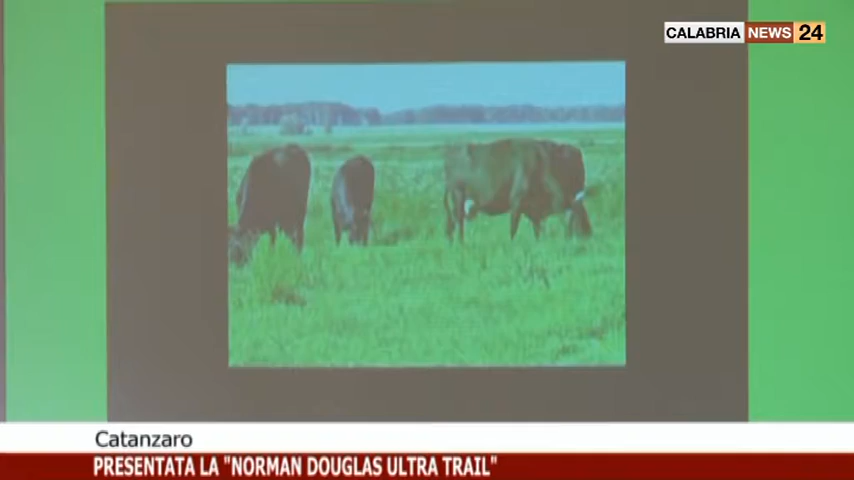 CALABRIA NEWS 24
Catanzaro
PRESENTATA LA "NORMAN DOUGLAS ULTRA TRAIL"